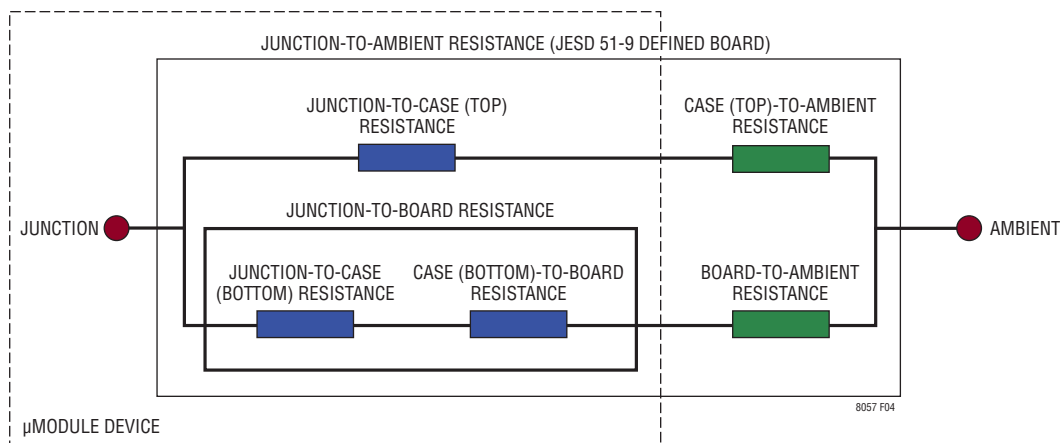 JUNCTION-TO-AMBIENT RESISTANCE (JESD 51-9 DEFINED BOARD)
JUNCTION-TO-CASE (TOP)
RESISTANCE
CASE (TOP)-TO-AMBIENT
RESISTANCE
JUNCTION-TO-BOARD RESISTANCE
JUNCTION
AMBIENT
JUNCTION-TO-CASE
(BOTTOM) RESISTANCE
CASE (BOTTOM)-TO-BOARD
RESISTANCE
BOARD-TO-AMBIENT
RESISTANCE
8057 F04
µMODULE DEVICE